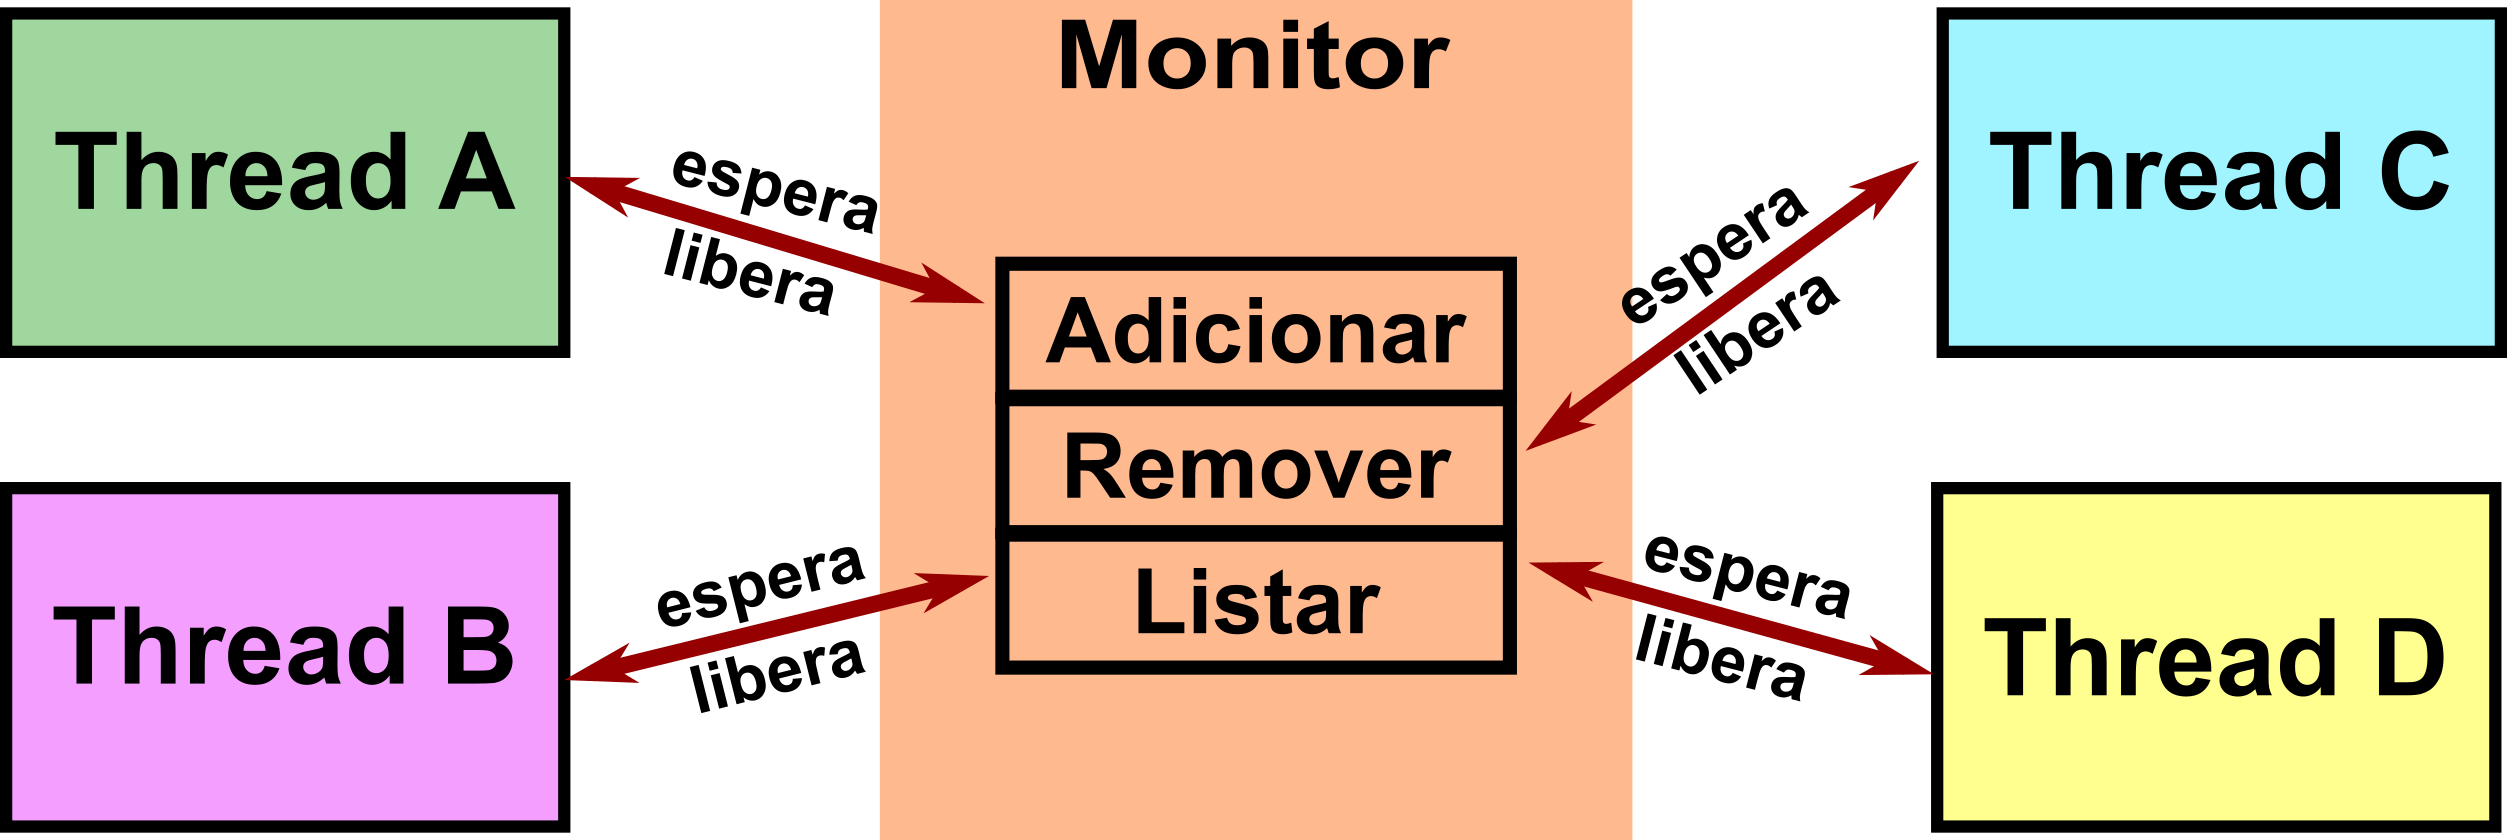 Monitor
Thread A
espera
libera
Thread C
espera
libera
Adicionar
Remover
Listar
Thread B
espera
libera
Thread D
espera
libera